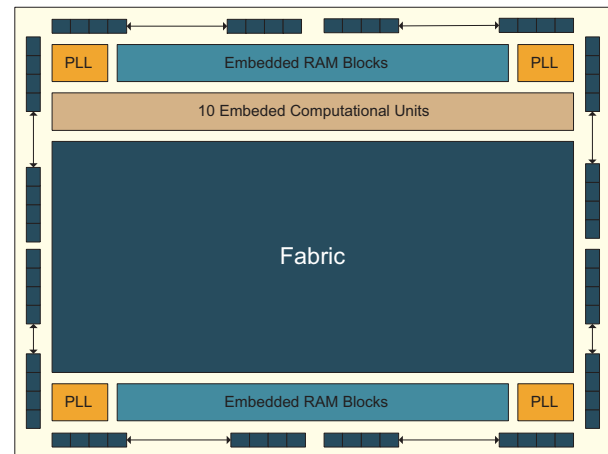 PLL
Embedded RAM Blocks
PLL
10 Embeded Computational Units
Fabric
PLL
Embedded RAM Blocks
PLL